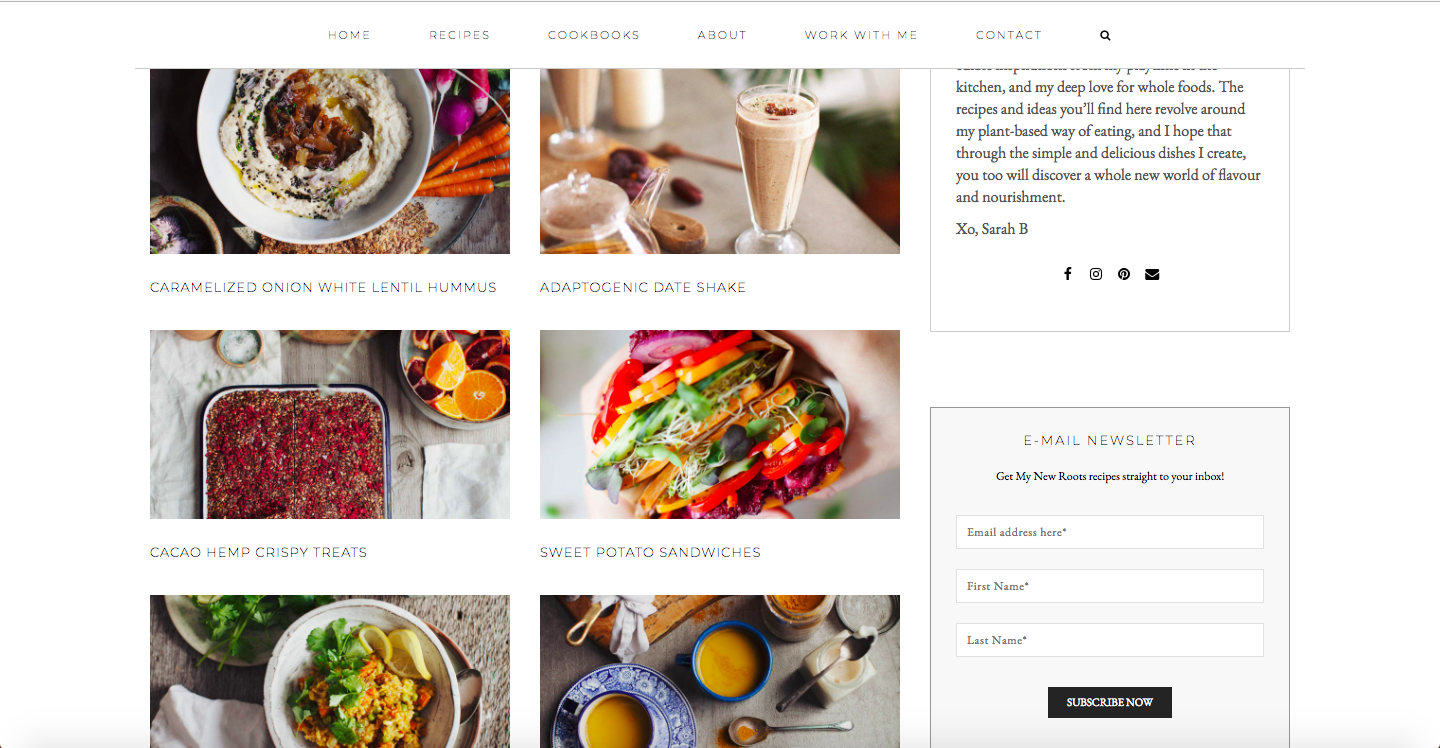 HOME RECIPES COOKBOOKS ABOUT WORK WITH ME CONTACT
CARAMELIZED ONION WHITE LENTIL HUMMUS
ADAPTOGENIC DATE SHAKE
CACAO HEMP CRISPY TREATS
SWEET POTATO SANDWICHES
kitchen, and my deep love for whole foods. The
recipes and ideas you’ll find here revolve around
my plant-based way of eating, and I hope that
through the simple and delicious dishes I create,
you too will discover a whole new world of flavour
and nourishment.
Xo, Sarah B
E-MAIL NEWSLETTER
Get My New Roots recipes straight to your inbox!
Email address here*
First Name*
Last Name*
SUBSCRIBE NOW